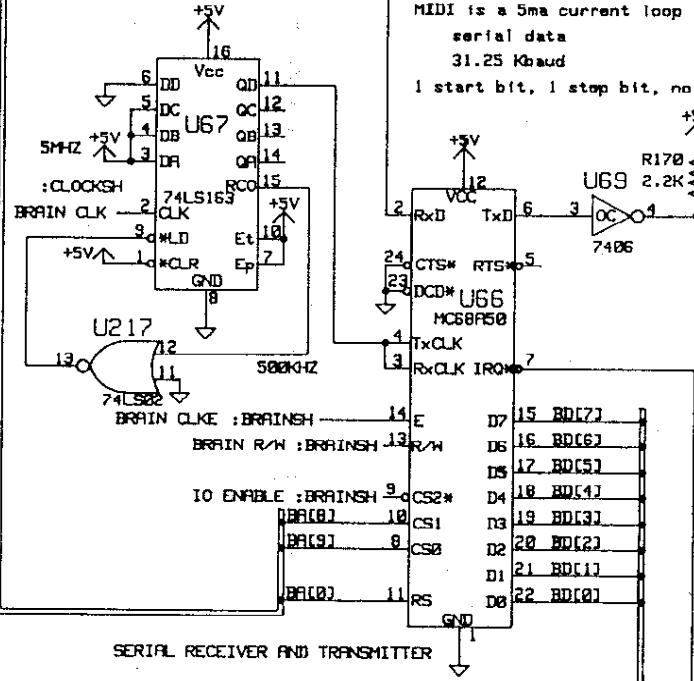 MIDI is a 5ma current loop
serial data
31.25 Kbaud
1 start bit, 1 stop bit, no
+5V
16
Vcc
6 DD QD 11
5 DC QC 12
4 DB QB 13
3 DA QA 14
U67
5MHZ +5V
RCO 15
:CLOCKSH
74LS163
BRAIN CLK 2 CLK
+5V
9 *LD Et 10
+5V 1 *CLR Ep 7
GND
8
U217
13 12
11
74LS02
500KHZ
+5V
12
VCC
R170
2.2K
U69
2 RxD TxD 6 3 OC 4
7406
24 CTS* RTS* 5
23 DCD* U66
MC68A50
4 TxCLK
3 RxCLK IRQ* 7
BRAIN CLKE :BRAINSH 14 E D7 15 BD[7]
BRAIN R/W :BRAINSH 13 R/W D6 16 BD[6]
D5 17 BD[5]
IO ENABLE :BRAINSH 9 CS2* D4 18 BD[4]
BA[8] 10 CS1 D3 19 BD[3]
BA[9] 8 CS0 D2 20 BD[2]
D1 21 BD[1]
BA[0] 11 RS D0 22 BD[0]
GND
1
SERIAL RECEIVER AND TRANSMITTER